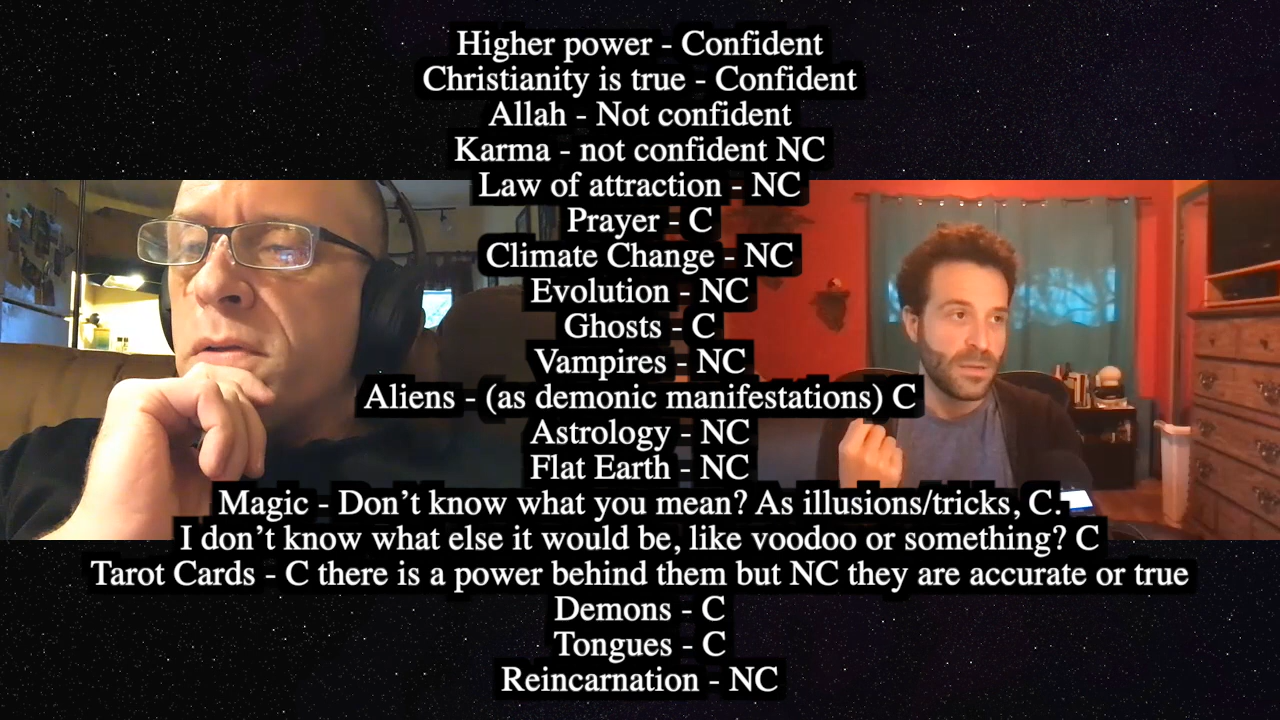 Higher power - Confident
Christianity is true - Confident
Allah - Not confident
Karma - not confident NC
Law of attraction - NC
Prayer - C
Climate Change - NC
Evolution - NC
Ghosts - C
Vampires - NC
Aliens - (as demonic manifestations) C
Astrology - NC
Flat Earth - NC
Magic - Don’t know what you mean? As illusions/tricks, C.
I don’t know what else it would be, like voodoo or something? C
Tarot Cards - C there is a power behind them but NC they are accurate or true
Demons - C
Tongues - C
Reincarnation - NC